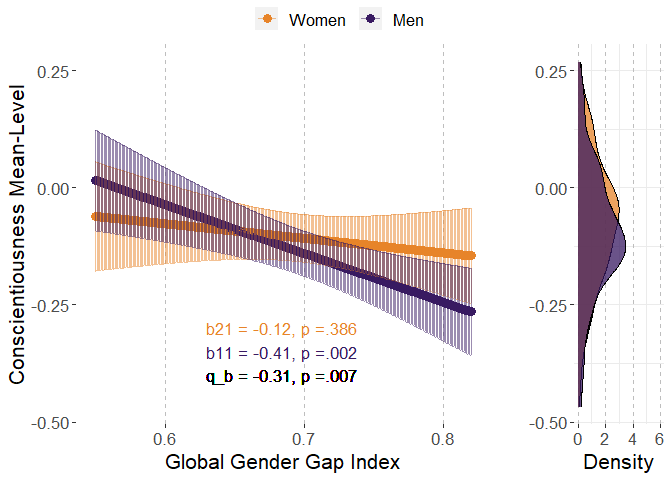 Women Men
Conscientiousness Mean-Level
0.25
0.00
-0.25
-0.50
b21 = -0.12, p =.386
b11 = -0.41, p =.002
q_b = -0.31, p =.007
0.6 0.7 0.8
Global Gender Gap Index
0.25
0.00
-0.25
-0.50
0 2 4 6
Density